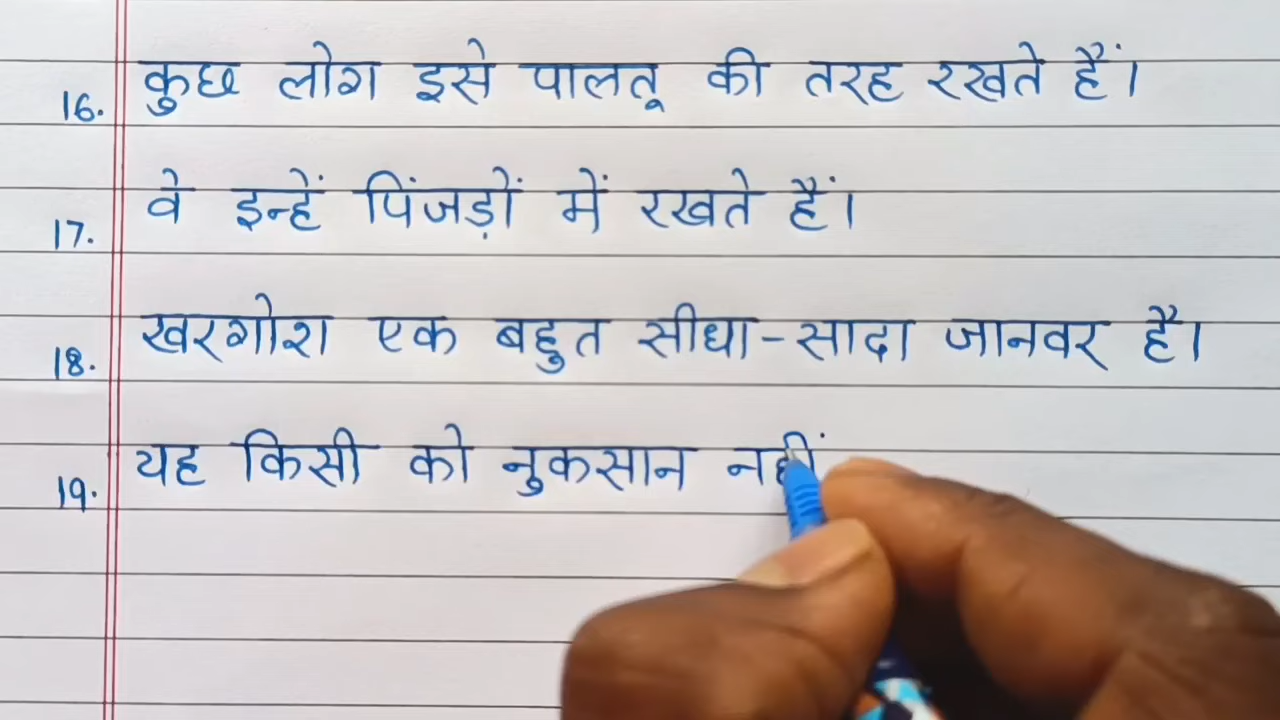 16. कुछ लोग इसे पालतू की तरह रखते हैं।
17. वे इन्हें पिंजड़ों में रखते हैं।
18. खरगोश एक बहुत सीधा-सादा जानवर है।
19. यह किसी को नुकसान नहीं